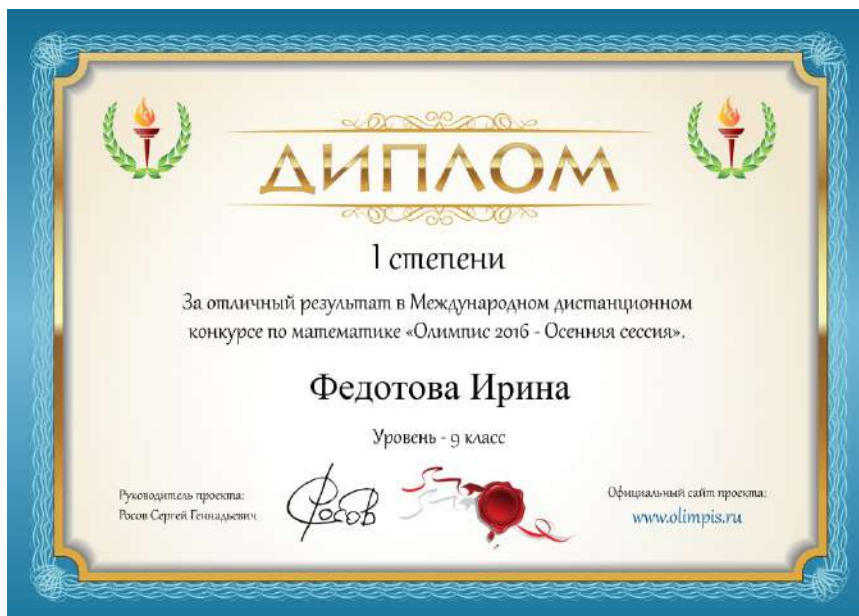 ДИПЛОМ
I степени
За отличный результат в Международном дистанционном
конкурсе по математике «Олимпис 2016 - Осенняя сессия».
Федотова Ирина
Уровень - 9 класс
Руководитель проекта:
Росов Сергей Геннадьевич
Росов
Официальный сайт проекта:
www.olimpis.ru